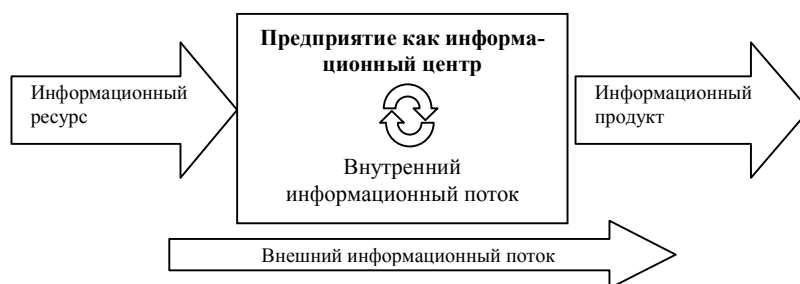 Предприятие как информа-
ционный центр
Информационный
ресурс
Внутренний
информационный поток
Информационный
продукт
Внешний информационный поток